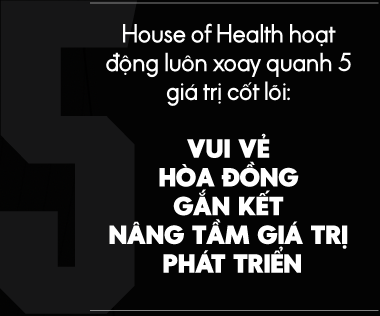 5
House of Health hoạt
động luôn xoay quanh 5
giá trị cốt lõi:
VUI VẺ
HÒA ĐỒNG
GẮN KẾT
NÂNG TẦM GIÁ TRỊ
PHÁT TRIỂN